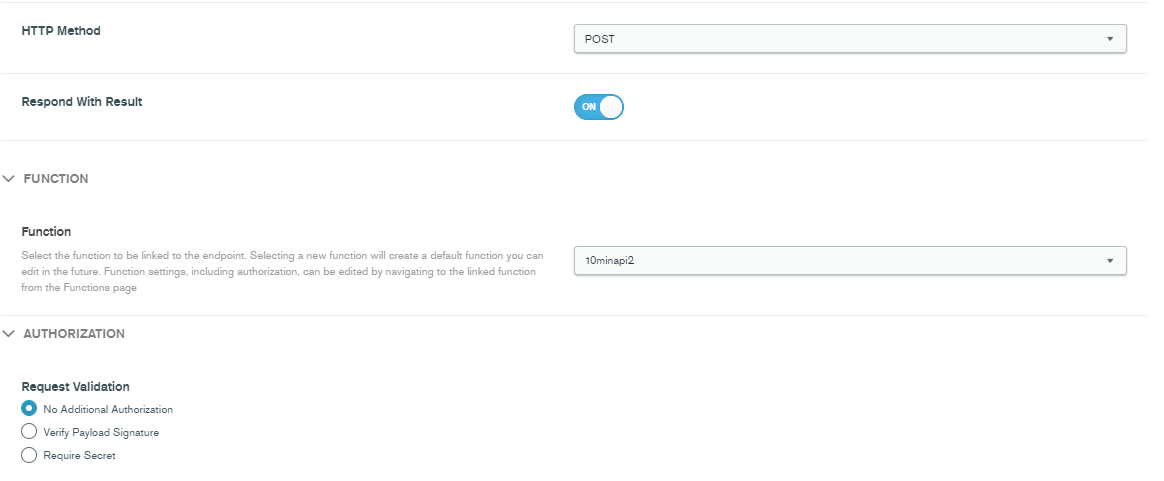 HTTP Method
POST
Respond With Result
ON
FUNCTION
Function
Select the function to be linked to the endpoint. Selecting a new function will create a default function you can
edit in the future. Function settings, including authorization, can be edited by navigating to the linked function
from the Functions page
10minapi2
AUTHORIZATION
Request Validation
No Additional Authorization
Verify Payload Signature
Require Secret